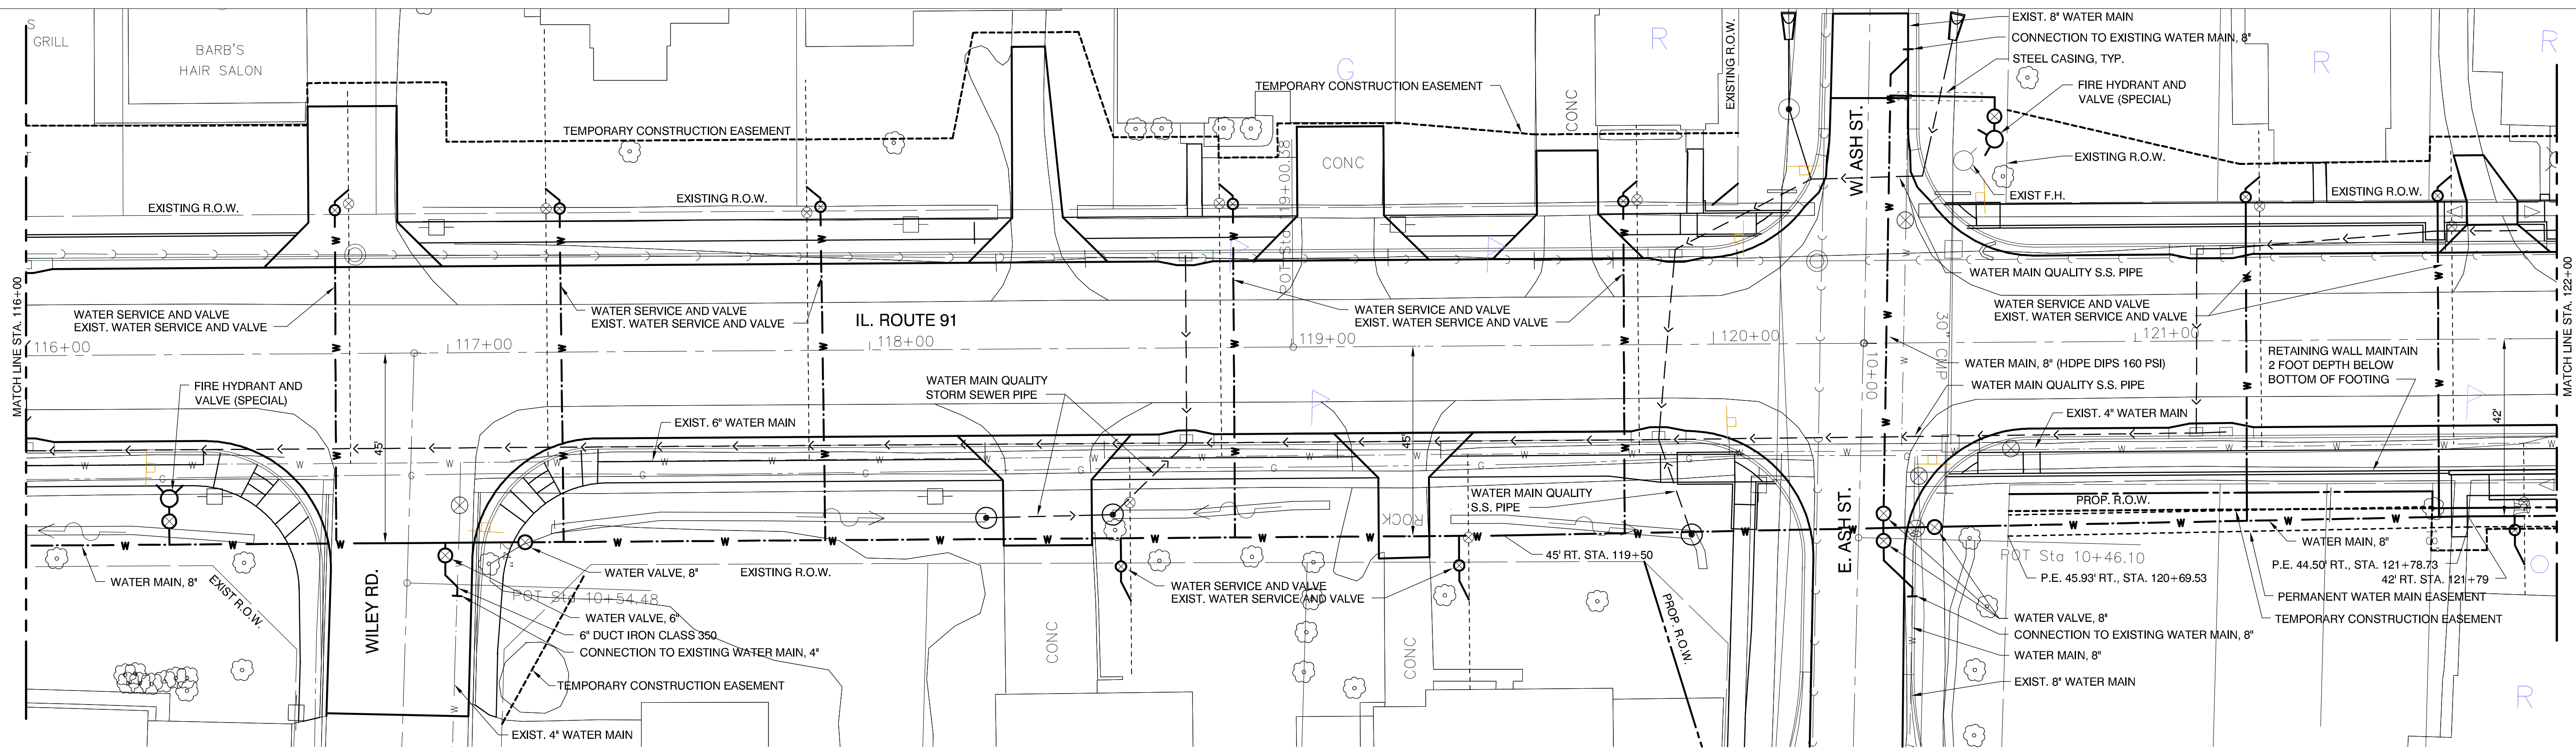 S
GRILL
BARB'S
HAIR SALON
TEMPORARY CONSTRUCTION EASEMENT
TEMPORARY CONSTRUCTION EASEMENT
G
R
EXISTING R.O.W.
EXIST. 8" WATER MAIN
CONNECTION TO EXISTING WATER MAIN, 8"
STEEL CASING, TYP.
FIRE HYDRANT AND
VALVE (SPECIAL)
R
R
CONC
CONC
W. ASH ST.
EXISTING R.O.W.
EXIST F.H.
EXISTING R.O.W.
EXISTING R.O.W.
EXISTING R.O.W.
POT Sta 119+00.38
WATER MAIN QUALITY S.S. PIPE
WATER SERVICE AND VALVE
EXIST. WATER SERVICE AND VALVE
WATER SERVICE AND VALVE
EXIST. WATER SERVICE AND VALVE
WATER SERVICE AND VALVE
EXIST. WATER SERVICE AND VALVE
WATER SERVICE AND VALVE
EXIST. WATER SERVICE AND VALVE
IL. ROUTE 91
MATCH LINE STA. 116+00
116+00
117+00
118+00
119+00
120+00
121+00
MATCH LINE STA. 122+00
10+00
30" CMP
WATER MAIN, 8" (HDPE DIPS 160 PSI)
WATER MAIN QUALITY S.S. PIPE
RETAINING WALL MAINTAIN
2 FOOT DEPTH BELOW
BOTTOM OF FOOTING
FIRE HYDRANT AND
VALVE (SPECIAL)
45'
EXIST. 6" WATER MAIN
WATER MAIN QUALITY
STORM SEWER PIPE
45'
EXIST. 4" WATER MAIN
42'
WATER MAIN QUALITY
S.S. PIPE
ROCK
E. ASH ST.
PROP. R.O.W.
WATER MAIN, 8"
EXIST R.O.W.
WILEY RD.
WATER VALVE, 8"
EXISTING R.O.W.
POT Sta 10+54.48
WATER VALVE, 6"
6" DUCT IRON CLASS 350
CONNECTION TO EXISTING WATER MAIN, 4"
TEMPORARY CONSTRUCTION EASEMENT
EXIST. 4" WATER MAIN
WATER SERVICE AND VALVE
EXIST. WATER SERVICE AND VALVE
CONC
CONC
45' RT. STA. 119+50
PROP. R.O.W.
POT Sta 10+46.10
WATER MAIN, 8"
P.E. 45.93' RT., STA. 120+69.53
P.E. 44.50' RT., STA. 121+78.73
42' RT. STA. 121+79
PERMANENT WATER MAIN EASEMENT
TEMPORARY CONSTRUCTION EASEMENT
WATER VALVE, 8"
CONNECTION TO EXISTING WATER MAIN, 8"
WATER MAIN, 8"
EXIST. 8" WATER MAIN
O
R